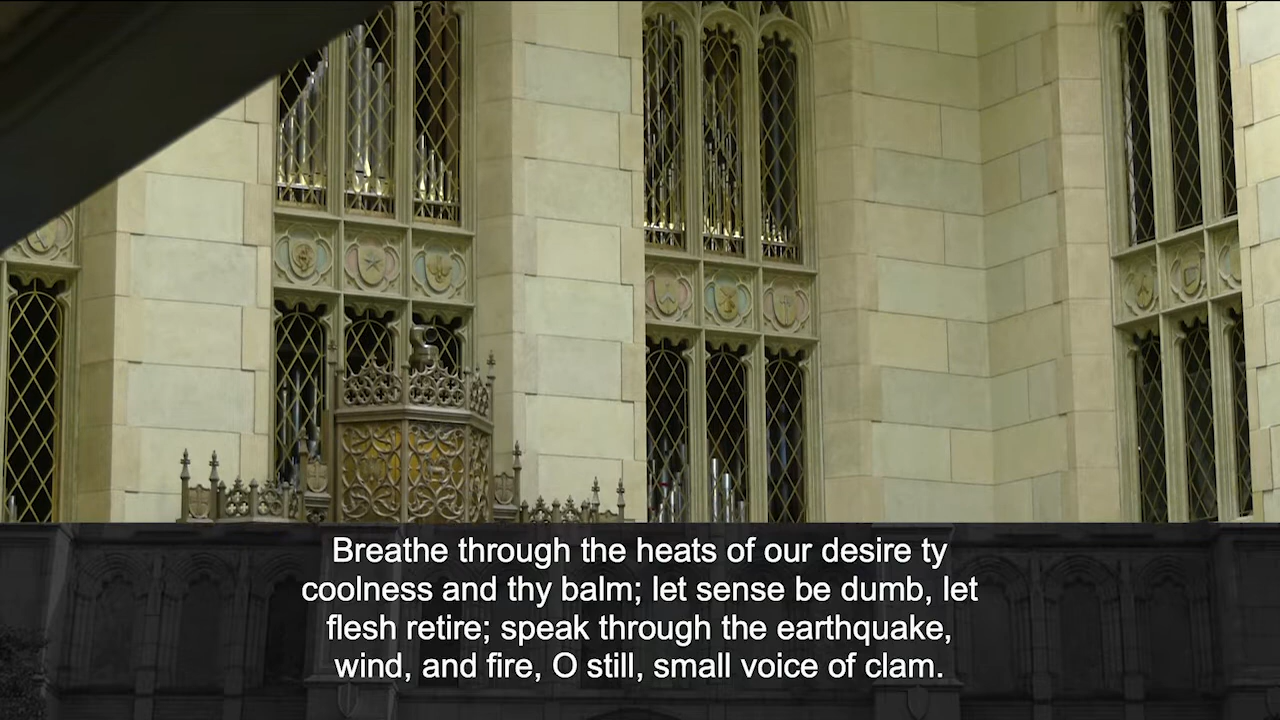 Breathe through the heats of our desire ty
coolness and thy balm; let sense be dumb, let
flesh retire; speak through the earthquake,
wind, and fire, O still, small voice of clam.